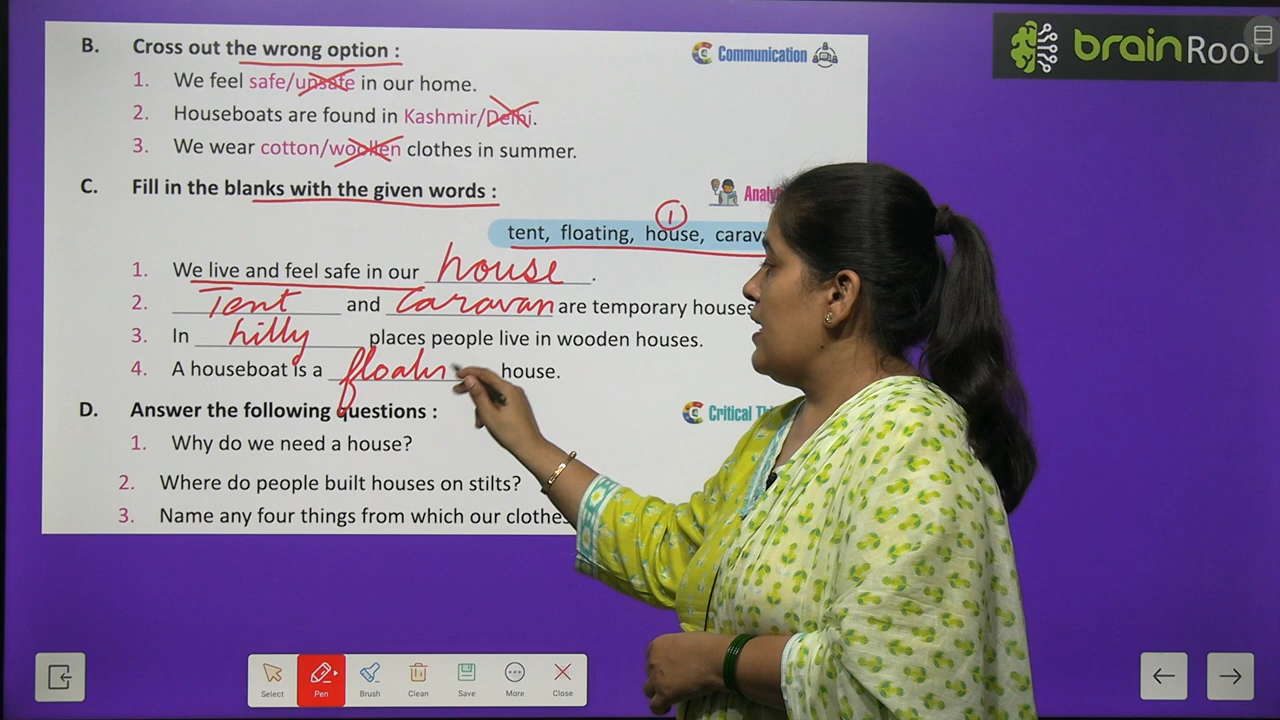 B. Cross out the wrong option :
Communication
brainRoot
1. We feel safe/unsafe in our home.
2. Houseboats are found in Kashmir/Delhi.
3. We wear cotton/woollen clothes in summer.
C. Fill in the blanks with the given words :
1
tent, floating, house,
1. We live and feel safe in our house.
2. Tent and Caravan are temporary houses
3. In hilly places people live in wooden houses.
4. A houseboat is a house.
D. Answer the following questions :
Critical
1. Why do we need a house?
2. Where do people built houses on stilts?
3. Name any four things from which our clothes
Select Pen Brush Clean Save More Close